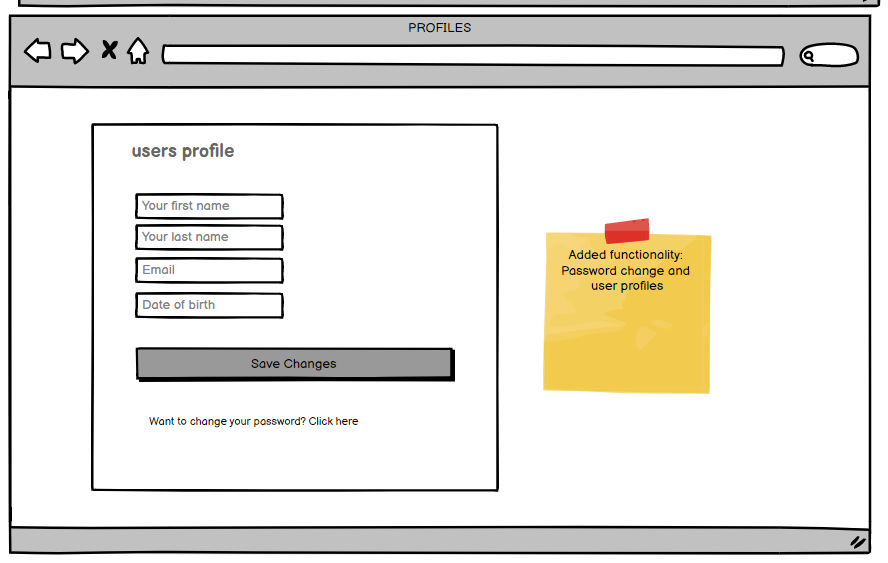 PROFILES
users profile
Your first name
Your last name
Email
Date of birth
Save Changes
Want to change your password? Click here
Added functionality:
Password change and
user profiles